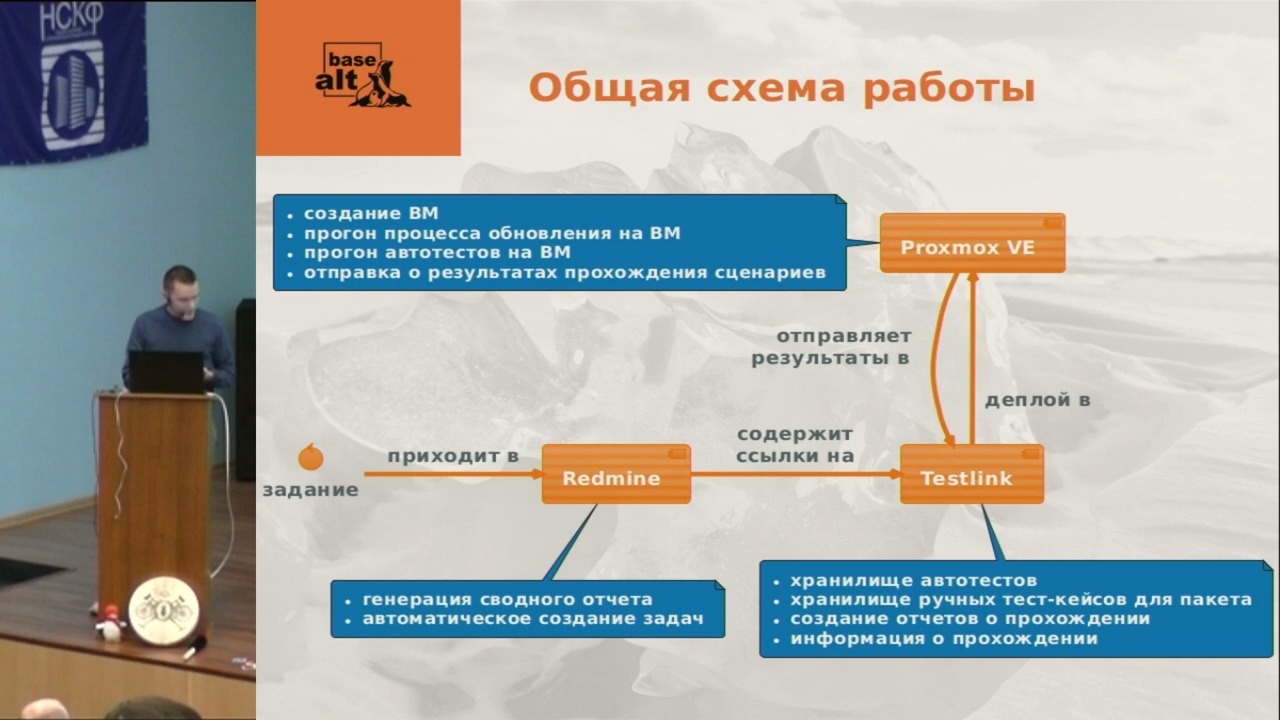 НСКФ
base
alt
Общая схема работы
• создание ВМ
• прогон процесса обновления на ВМ
• прогон автотестов на ВМ
• отправка о результатах прохождения сценариев
Proxmox VE
отправляет
результаты в
деплой в
содержит
ссылки на
приходит в
задание
Redmine
Testlink
• генерация сводного отчета
• автоматическое создание задач
• хранилище автотестов
• хранилище ручных тест-кейсов для пакета
• создание отчетов о прохождении
• информация о прохождении